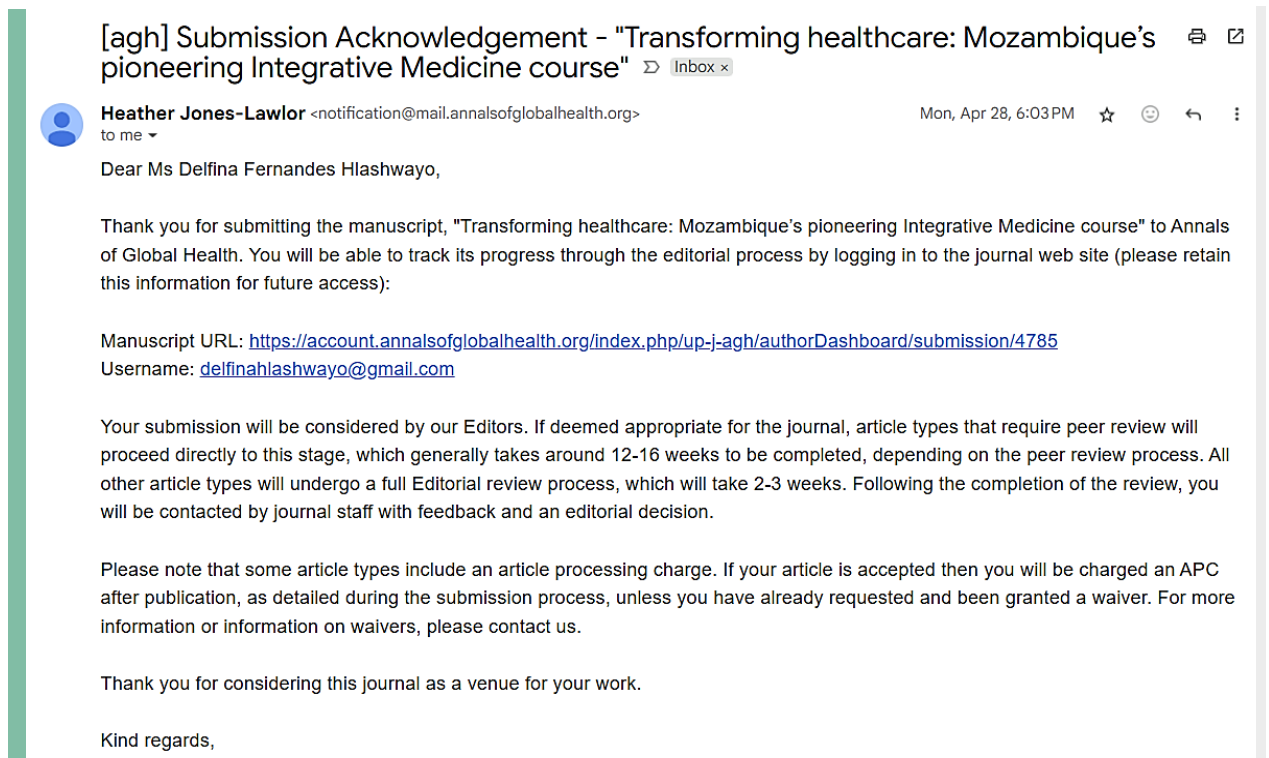 [agh] Submission Acknowledgement - "Transforming healthcare: Mozambique’s
pioneering Integrative Medicine course" Inbox ×
Heather Jones-Lawlor <notification@mail.annalsofglobalhealth.org>
Mon, Apr 28, 6:03 PM
to me
Dear Ms Delfina Fernandes Hlashwayo,
Thank you for submitting the manuscript, "Transforming healthcare: Mozambique’s pioneering Integrative Medicine course" to Annals
of Global Health. You will be able to track its progress through the editorial process by logging in to the journal web site (please retain
this information for future access):
Manuscript URL: https://account.annalsofglobalhealth.org/index.php/up-j-agh/authorDashboard/submission/4785
Username: delfinahlashwayo@gmail.com
Your submission will be considered by our Editors. If deemed appropriate for the journal, article types that require peer review will
proceed directly to this stage, which generally takes around 12-16 weeks to be completed, depending on the peer review process. All
other article types will undergo a full Editorial review process, which will take 2-3 weeks. Following the completion of the review, you
will be contacted by journal staff with feedback and an editorial decision.
Please note that some article types include an article processing charge. If your article is accepted then you will be charged an APC
after publication, as detailed during the submission process, unless you have already requested and been granted a waiver. For more
information or information on waivers, please contact us.
Thank you for considering this journal as a venue for your work.
Kind regards,